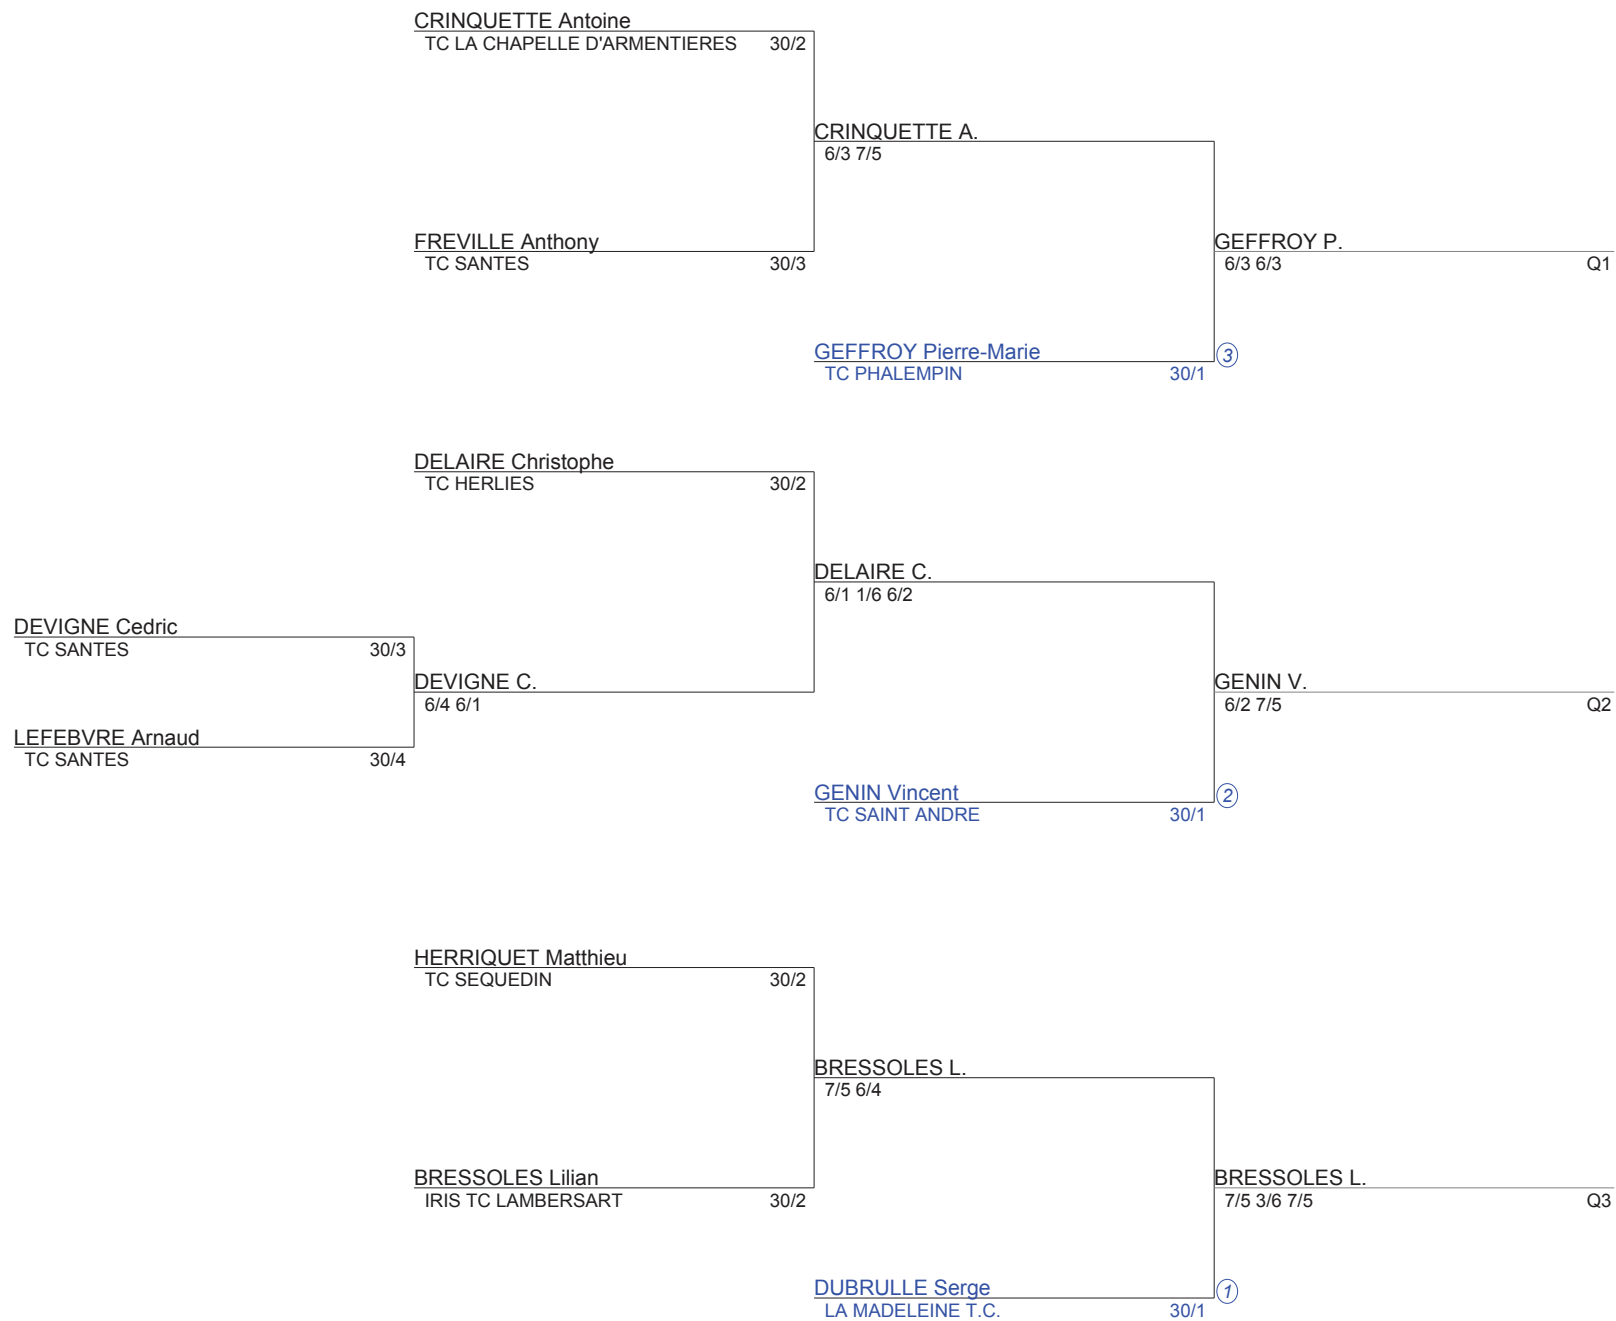 CRINQUETTE Antoine
TC LA CHAPELLE D'ARMENTIERES 30/2
CRINQUETTE A.
6/3 7/5
FREVILLE Anthony
TC SANTES 30/3
GEFFROY P.
6/3 6/3 Q1
GEFFROY Pierre-Marie 3
TC PHALEMPIN 30/1
DELAIRE Christophe
TC HERLIES 30/2
DELAIRE C.
6/1 1/6 6/2
DEVIGNE Cedric
TC SANTES 30/3
DEVIGNE C.
6/4 6/1
GENIN V.
6/2 7/5 Q2
LEFEBVRE Arnaud
TC SANTES 30/4
GENIN Vincent 2
TC SAINT ANDRE 30/1
HERRIQUET Matthieu
TC SEQUEDIN 30/2
BRESSOLES L.
7/5 6/4
BRESSOLES Lilian
IRIS TC LAMBERSART 30/2
BRESSOLES L.
7/5 3/6 7/5 Q3
DUBRULLE Serge 1
LA MADELEINE T.C. 30/1